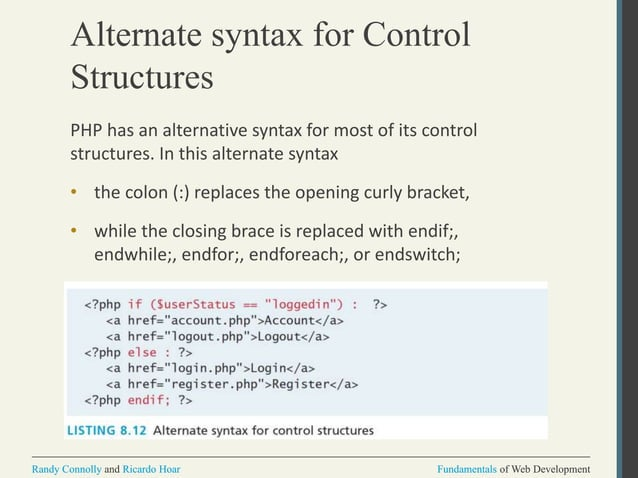 Alternate syntax for Control
Structures
PHP has an alternative syntax for most of its control
structures. In this alternate syntax
• the colon (:) replaces the opening curly bracket,
• while the closing brace is replaced with endif;,
endwhile;, endfor;, endforeach;, or endswitch;
<?php if ($userStatus == "loggedin") :  ?>
   <a href="account.php">Account</a>
   <a href="logout.php">Logout</a>
<?php else : ?>
   <a href="login.php">Login</a>
   <a href="register.php">Register</a>
<?php endif; ?>
LISTING 8.12 Alternate syntax for control structures
Randy Connolly and Ricardo Hoar Fundamentals of Web Development